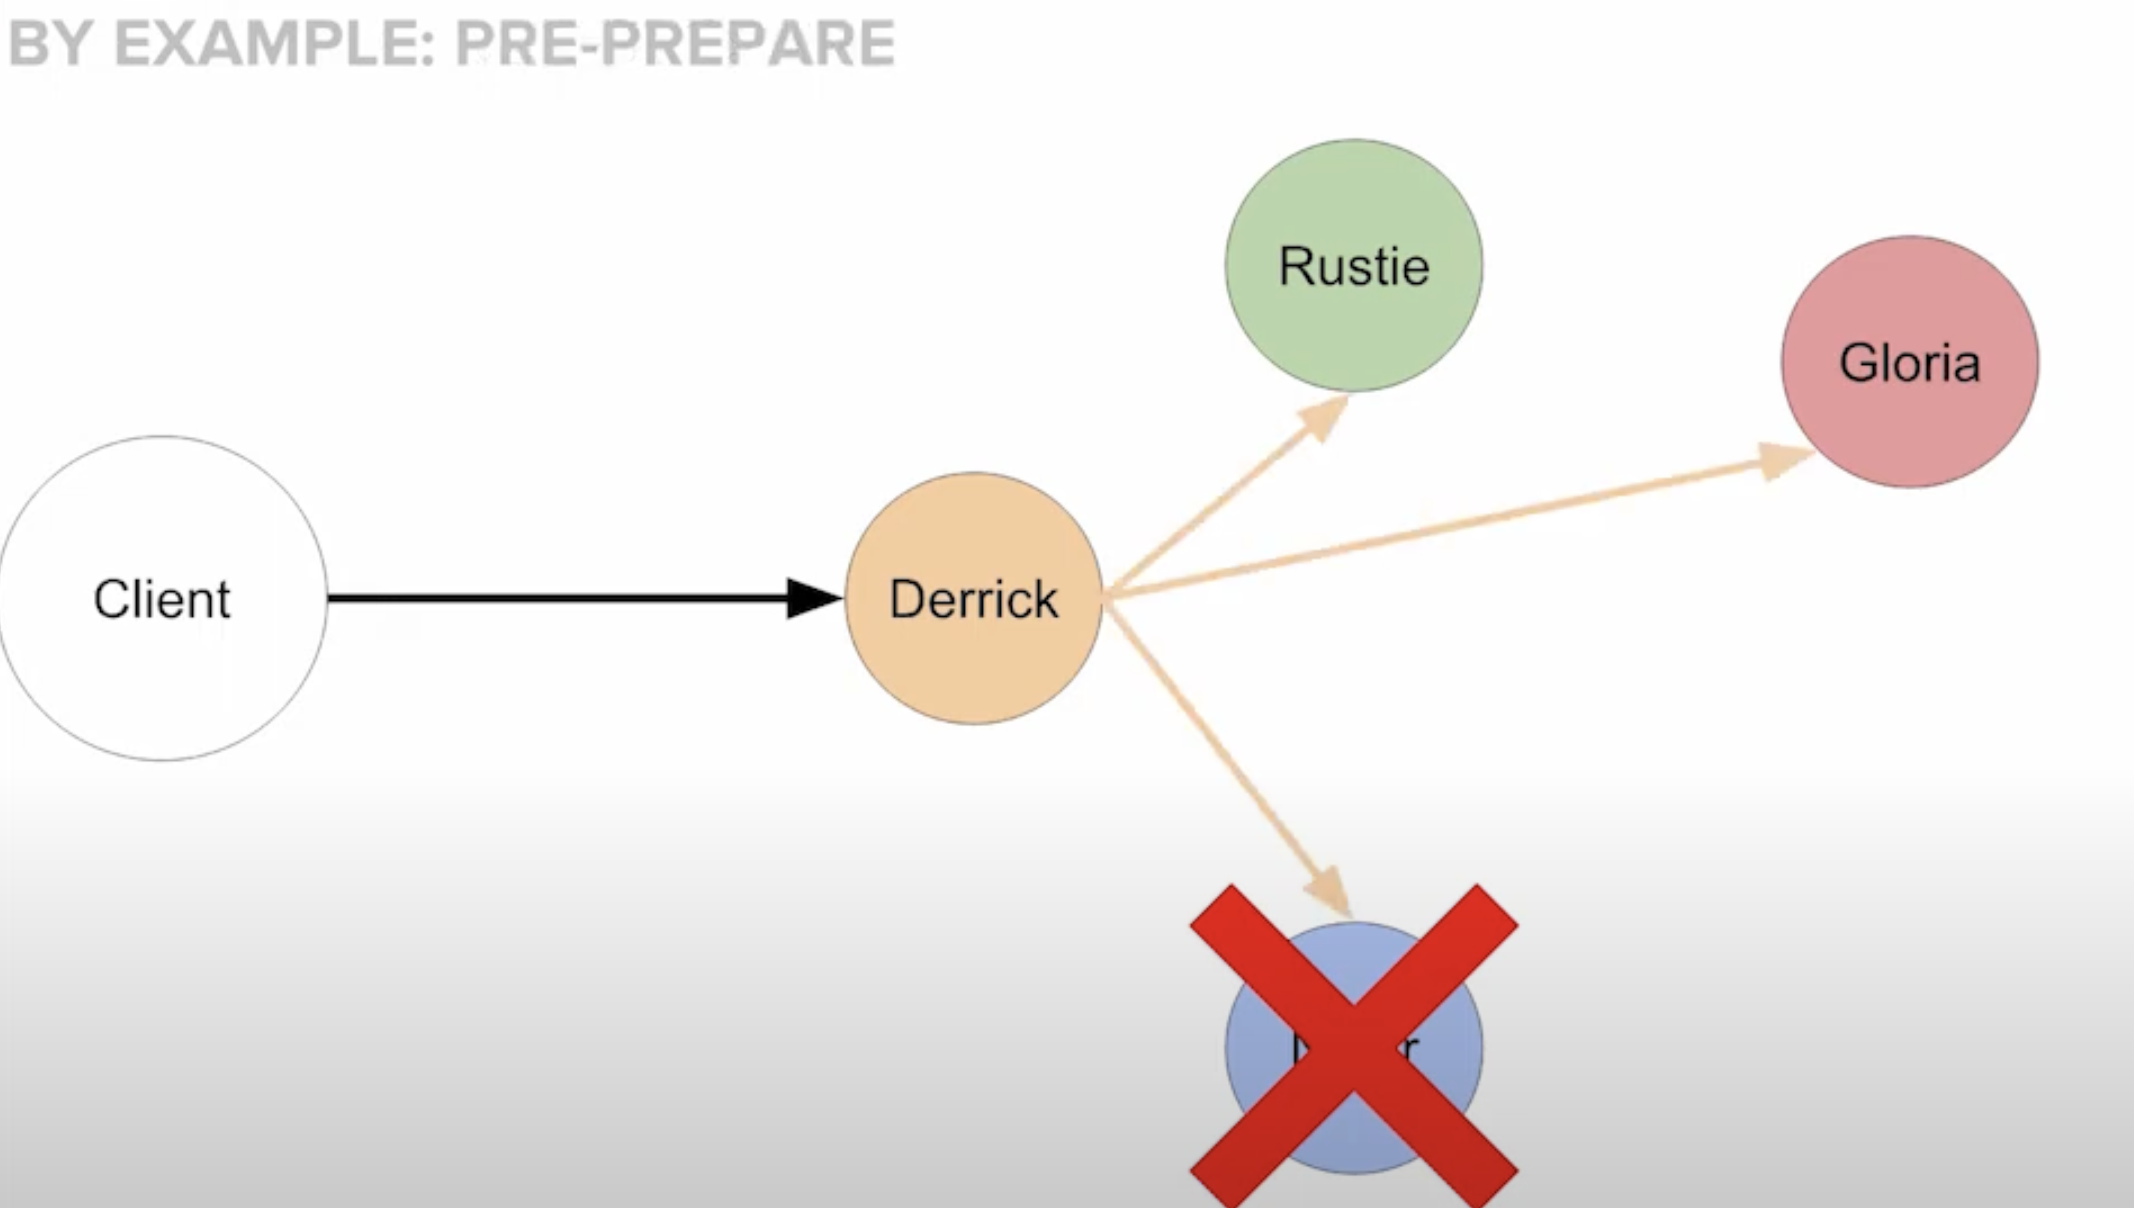 BY EXAMPLE: PRE-PREPARE
Rustie
Gloria
Client
Derrick